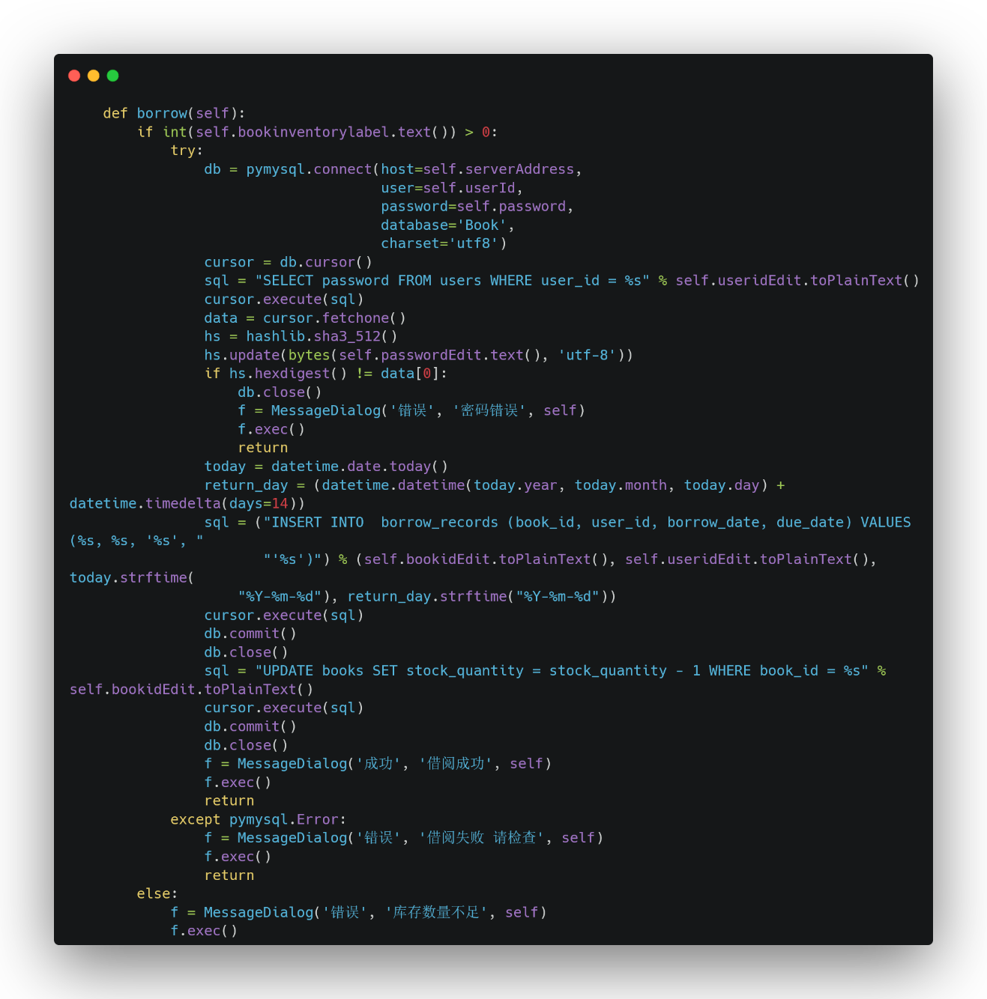 def borrow(self):
        if int(self.bookinventorylabel.text()) > 0:
            try:
                db = pymysql.connect(host=self.serverAddress,
                                     user=self.userId,
                                     password=self.password,
                                     database='Book',
                                     charset='utf8')
                cursor = db.cursor()
                sql = "SELECT password FROM users WHERE user_id = %s" % self.useridEdit.toPlainText()
                cursor.execute(sql)
                data = cursor.fetchone()
                hs = hashlib.sha3_512()
                hs.update(bytes(self.passwordEdit.text(), 'utf-8'))
                if hs.hexdigest() != data[0]:
                    db.close()
                    f = MessageDialog('错误', '密码错误', self)
                    f.exec()
                    return
                today = datetime.date.today()
                return_day = (datetime.datetime(today.year, today.month, today.day) +
datetime.timedelta(days=14))
                sql = ("INSERT INTO  borrow_records (book_id, user_id, borrow_date, due_date) VALUES
(%s, %s, '%s', "
                       "'%s')") % (self.bookidEdit.toPlainText(), self.useridEdit.toPlainText(),
today.strftime(
                    "%Y-%m-%d"), return_day.strftime("%Y-%m-%d"))
                cursor.execute(sql)
                db.commit()
                db.close()
                sql = "UPDATE books SET stock_quantity = stock_quantity - 1 WHERE book_id = %s" %
self.bookidEdit.toPlainText()
                cursor.execute(sql)
                db.commit()
                db.close()
                f = MessageDialog('成功', '借阅成功', self)
                f.exec()
                return
            except pymysql.Error:
                f = MessageDialog('错误', '借阅失败 请检查', self)
                f.exec()
                return
        else:
            f = MessageDialog('错误', '库存数量不足', self)
            f.exec()